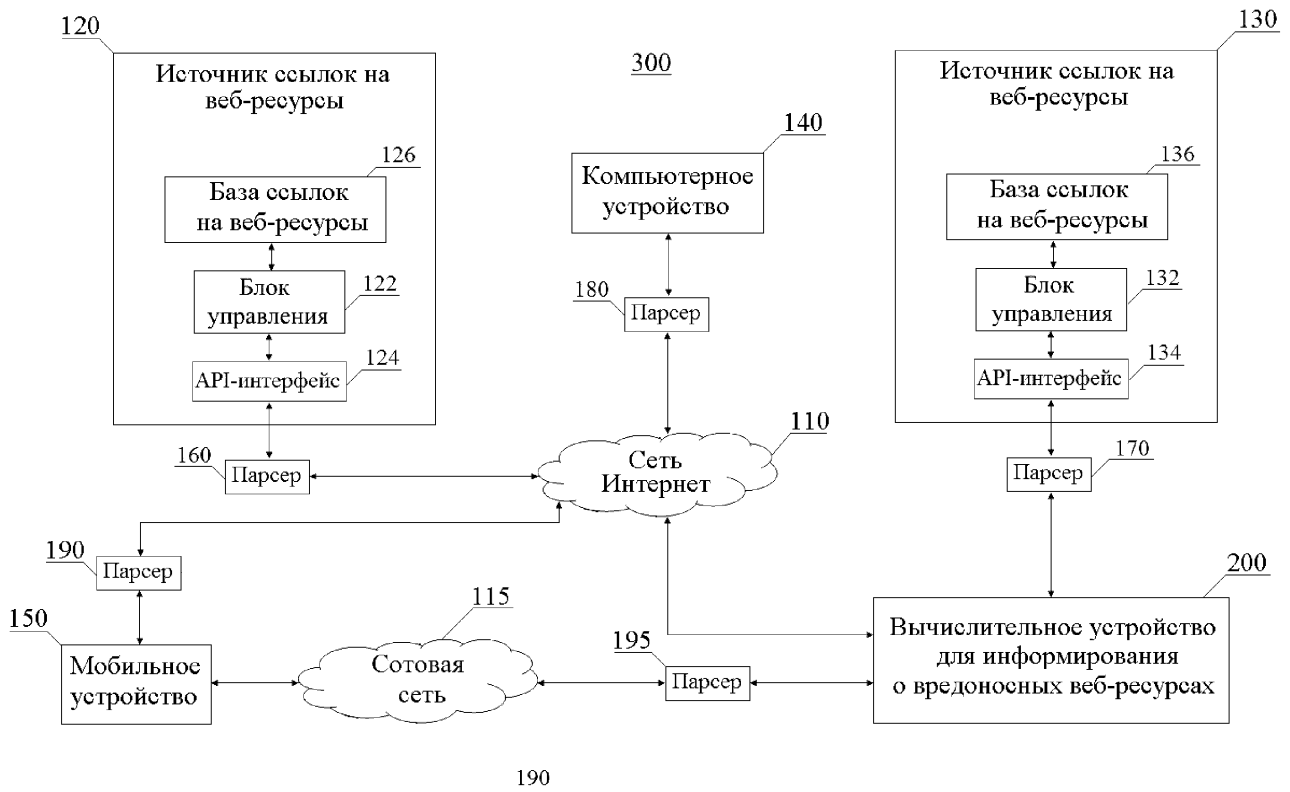 120
Источник ссылок на
веб-ресурсы
126
База ссылок
на веб-ресурсы
122
Блок
управления
124
API-интерфейс
160
Парсер
300
140
Компьютерное
устройство
180
Парсер
110
Сеть
Интернет
130
Источник ссылок на
веб-ресурсы
136
База ссылок
на веб-ресурсы
132
Блок
управления
134
API-интерфейс
170
Парсер
190
Парсер
150
Мобильное
устройство
115
Сотовая
сеть
195
Парсер
200
Вычислительное устройство
для информирования
о вредоносных веб-ресурсах
190